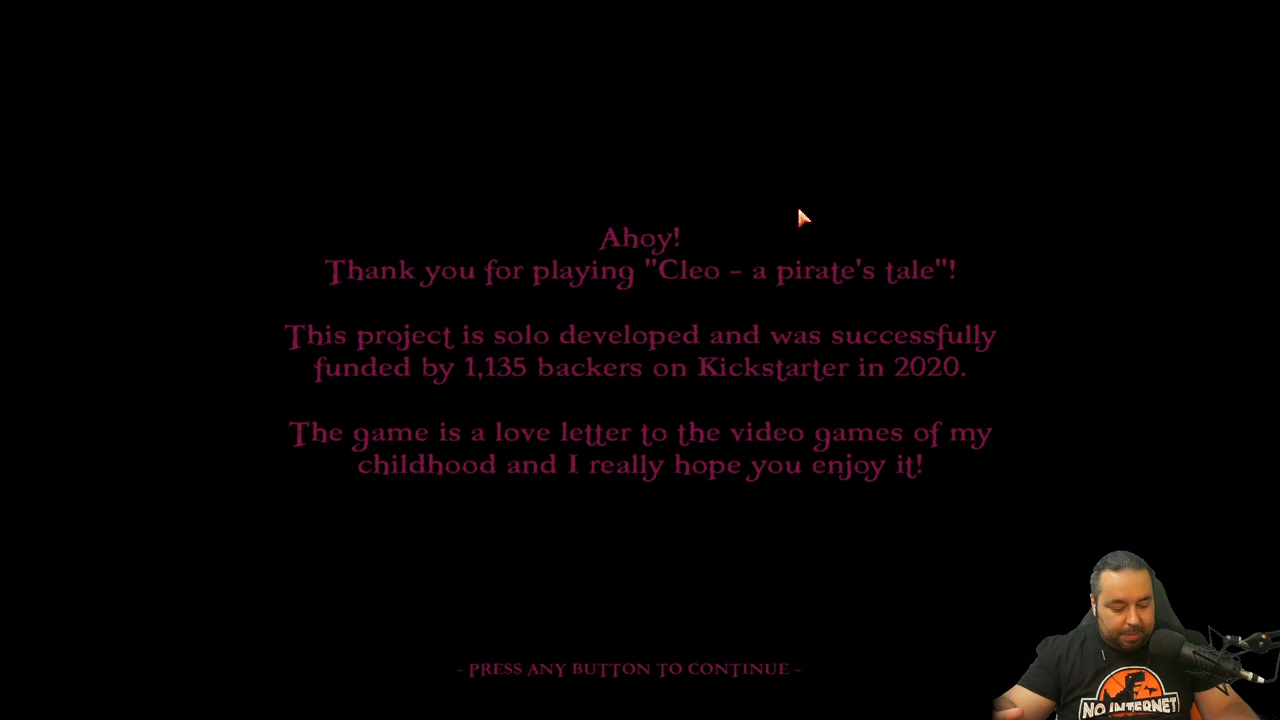 Ahoy!
Thank you for playing "Cleo - a pirate's tale"!
This project is solo developed and was successfully
funded by 1,135 backers on Kickstarter in 2020.
The game is a love letter to the video games of my
childhood and I really hope you enjoy it!
- PRESS ANY BUTTON TO CONTINUE -
NO INTERNET